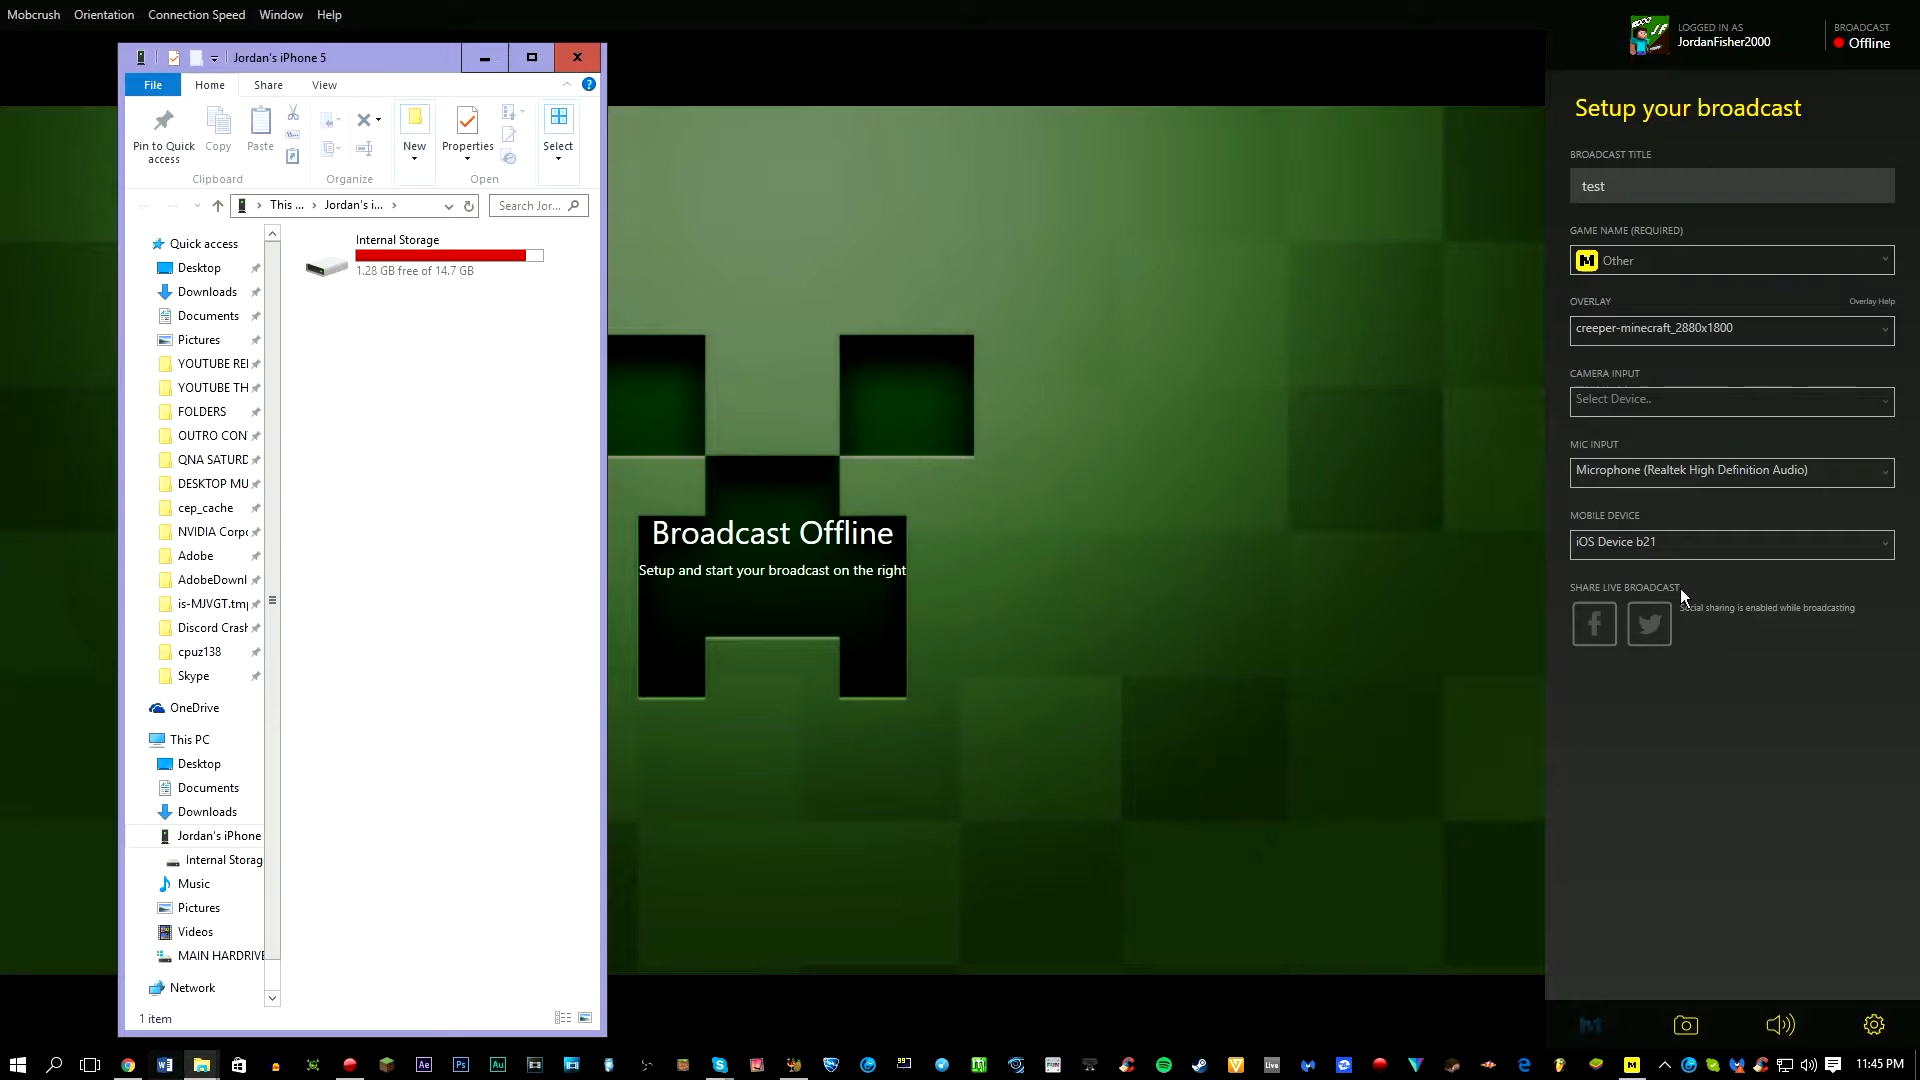 Mobcrush Orientation Connection Speed Window Help
LOGGED IN AS
JordanFisher2000
BROADCAST
Offline
Jordan's iPhone 5
File Home Share View
Pin to Quick access
Copy
Paste
New
Properties
Select
Clipboard Organize Open
This ... Jordan's i...
Search Jor...
Quick access
Desktop
Downloads
Documents
Pictures
YOUTUBE REI
YOUTUBE TH
FOLDERS
OUTRO CON
QNA SATURD
DESKTOP MU
cep_cache
NVIDIA Corpo
Adobe
AdobeDownl
is-MJVGT.tmp
Discord Crash
cpuz138
Skype
OneDrive
This PC
Desktop
Documents
Downloads
Jordan's iPhone
Internal Storag
Music
Pictures
Videos
MAIN HARDRIVE
Network
1 item
Internal Storage
1.28 GB free of 14.7 GB
Broadcast Offline
Setup and start your broadcast on the right
Setup your broadcast
BROADCAST TITLE
test
GAME NAME (REQUIRED)
Other
OVERLAY
Overlay Help
creeper-minecraft_2880x1800
CAMERA INPUT
Select Device..
MIC INPUT
Microphone (Realtek High Definition Audio)
MOBILE DEVICE
iOS Device b21
SHARE LIVE BROADCAST
Social sharing is enabled while broadcasting
11:45 PM